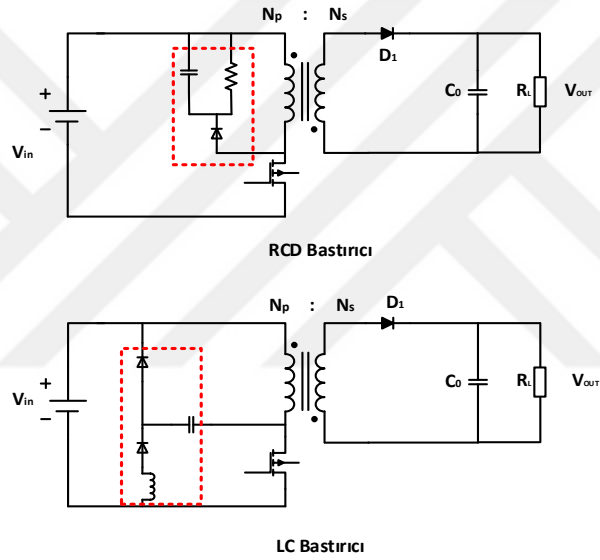 Np : Ns
D1
+
−
Vin
C0
RL
VOUT
RCD Bastırıcı
Np : Ns
D1
+
−
Vin
C0
RL
VOUT
LC Bastırıcı